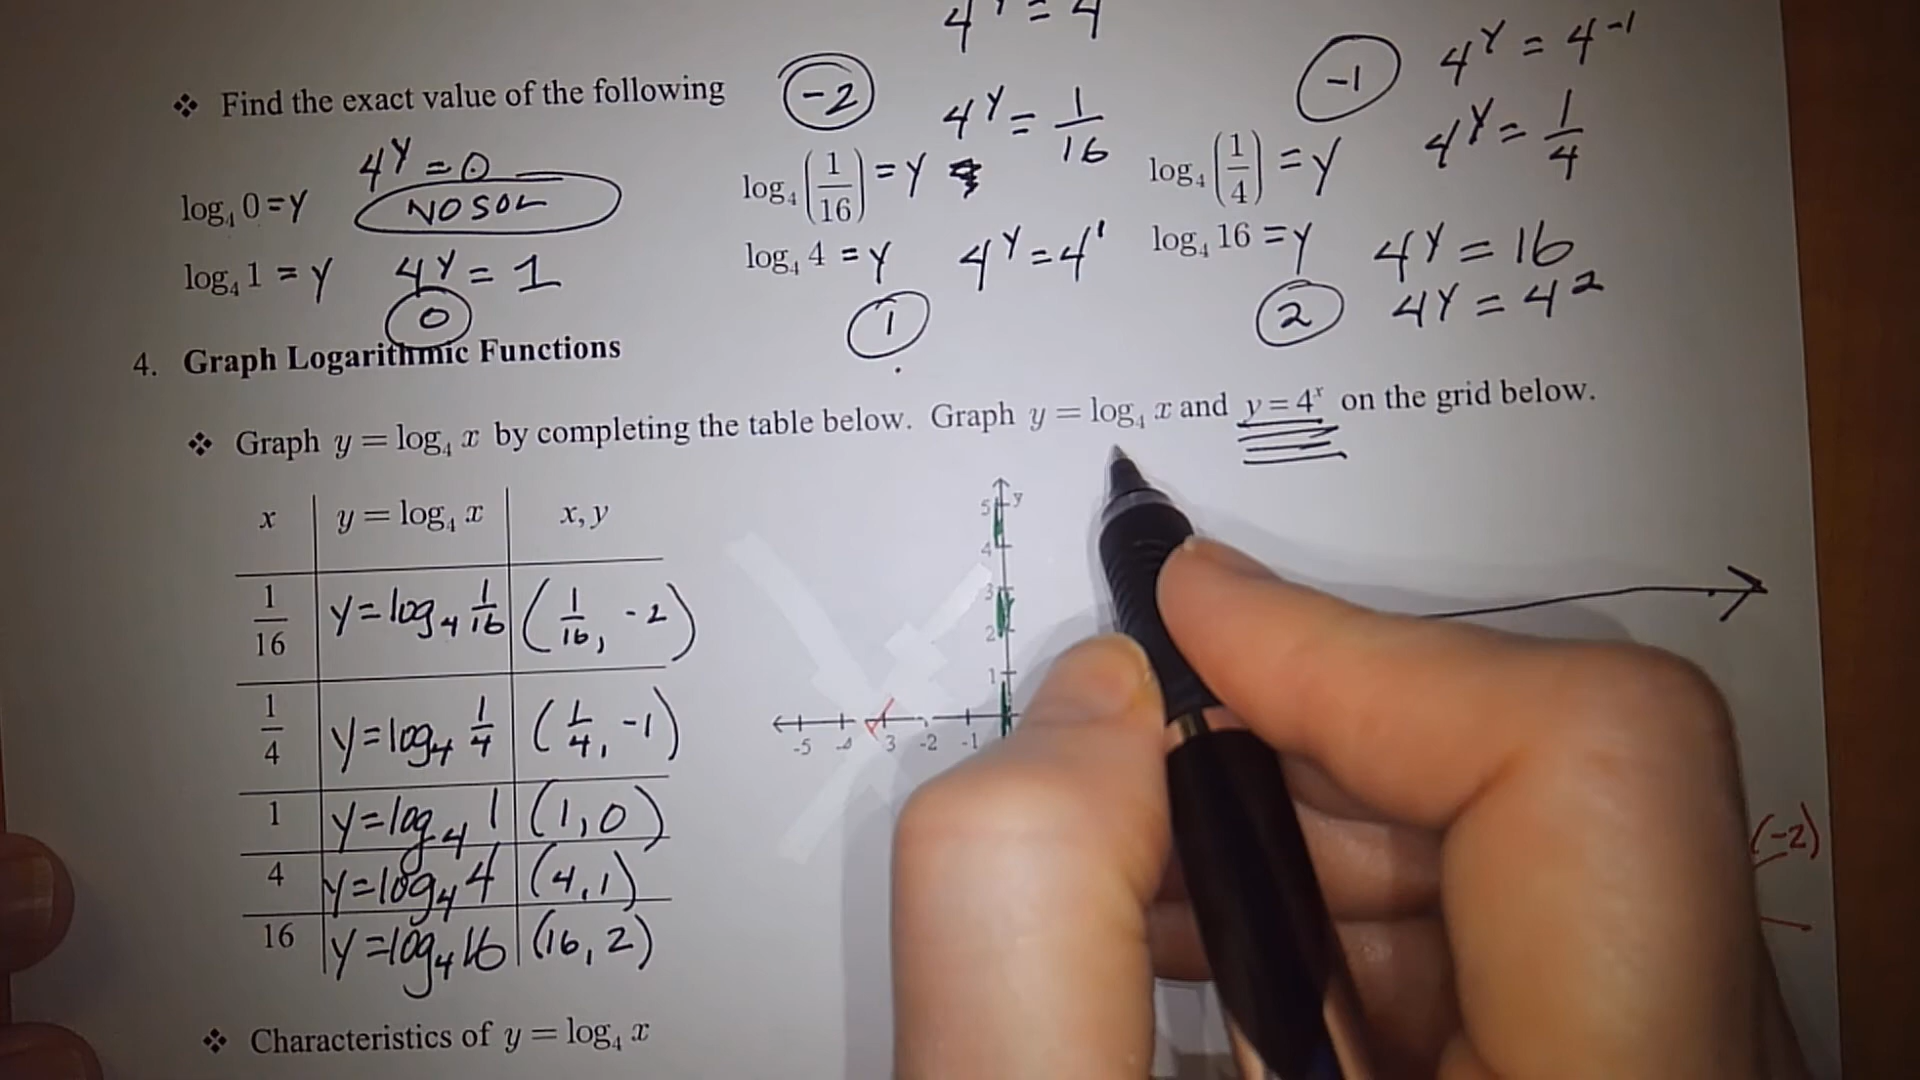 4^Y = 4
❖ Find the exact value of the following
-2
4^Y = 1/16
-1
4^Y = 4^-1
4^Y = 1/4
4^Y = 0
log₄ 0 = Y
NO SOL
log₄ (1/16) = Y
log₄ (1/4) = Y
log₄ 1 = Y
4^Y = 1
0
log₄ 4 = Y
4^Y = 4^1
1
log₄ 16 = Y
4^Y = 16
4^Y = 4^2
2
4. Graph Logarithmic Functions
❖ Graph y = log₄ x by completing the table below. Graph y = log₄ x and y = 4^x on the grid below.
x y = log₄ x x, y
1/16 y = log₄ 1/16 (1/16, -2)
1/4 y = log₄ 1/4 (1/4, -1)
1 y = log₄ 1 (1, 0)
4 y = log₄ 4 (4, 1)
16 y = log₄ 16 (16, 2)
y
5
4
3
2
1
-5 -4 3 -2 -1
(-2)
❖ Characteristics of y = log₄ x